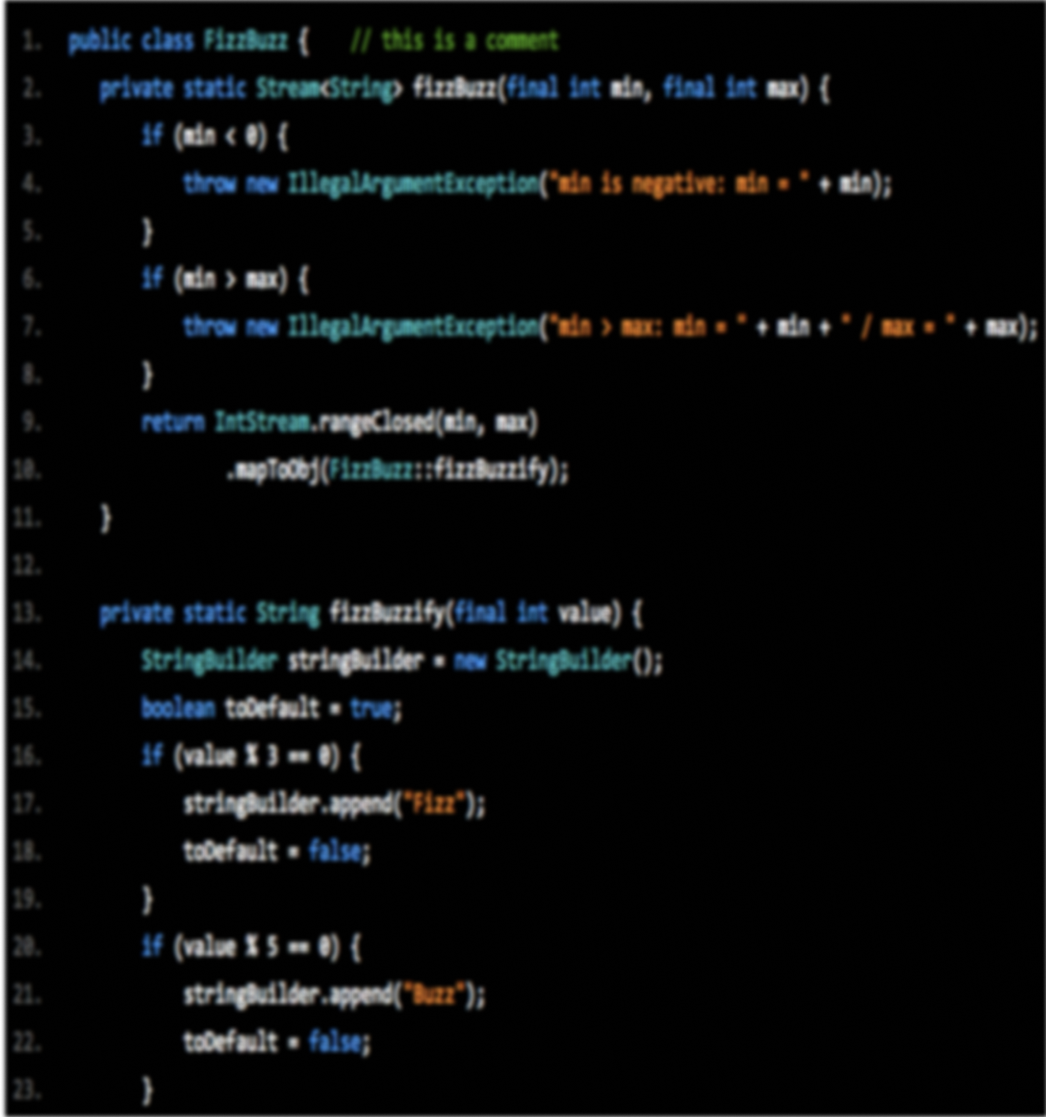 1. public class FizzBuzz {    // this is a comment
2.    private static Stream<String> fizzBuzz(final int min, final int max) {
3.       if (min < 0) {
4.          throw new IllegalArgumentException("min is negative: min = " + min);
5.       }
6.       if (min > max) {
7.          throw new IllegalArgumentException("min > max: min = " + min + " / max = " + max);
8.       }
9.       return IntStream.rangeClosed(min, max)
10.             .mapToObj(FizzBuzz::fizzBuzzify);
11.   }
12.
13.   private static String fizzBuzzify(final int value) {
14.      StringBuilder stringBuilder = new StringBuilder();
15.      boolean toDefault = true;
16.      if (value % 3 == 0) {
17.         stringBuilder.append("Fizz");
18.         toDefault = false;
19.      }
20.      if (value % 5 == 0) {
21.         stringBuilder.append("Buzz");
22.         toDefault = false;
23.      }